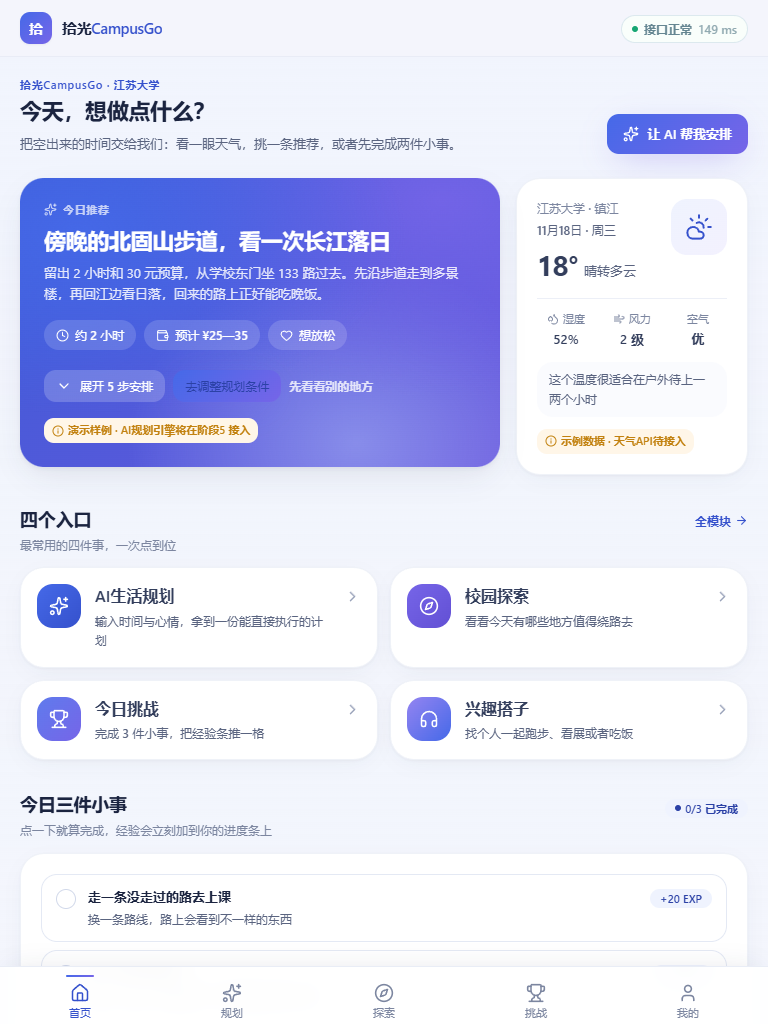 拾 拾光CampusGo
接口正常 149 ms
拾光CampusGo · 江苏大学
今天，想做点什么？
把空出来的时间交给我们：看一眼天气，挑一条推荐，或者先完成两件小事。
让 AI 帮我安排
今日推荐
傍晚的北固山步道，看一次长江落日
留出 2 小时和 30 元预算，从学校东门坐 133 路过去。先沿步道走到多景
楼，再回江边看日落，回来的路上正好能吃晚饭。
约 2 小时
预计 ¥25—35
想放松
展开 5 步安排
去调整规划条件
先看看别的地方
演示样例 · AI规划引擎将在阶段5 接入
江苏大学 · 镇江
11月18日 · 周三
18° 晴转多云
湿度 风力 空气
52% 2 级 优
这个温度很适合在户外待上一
两个小时
示例数据 · 天气API待接入
四个入口
全模块
最常用的四件事，一次点到位
AI生活规划
输入时间与心情，拿到一份能直接执行的计
划
校园探索
看看今天有哪些地方值得绕路去
今日挑战
完成 3 件小事，把经验条推一格
兴趣搭子
找个人一起跑步、看展或者吃饭
今日三件小事
0/3 已完成
点一下就算完成，经验会立刻加到你的进度条上
走一条没走过的路去上课
+20 EXP
换一条路线，路上会看到不一样的东西
首页 规划 探索 挑战 我的